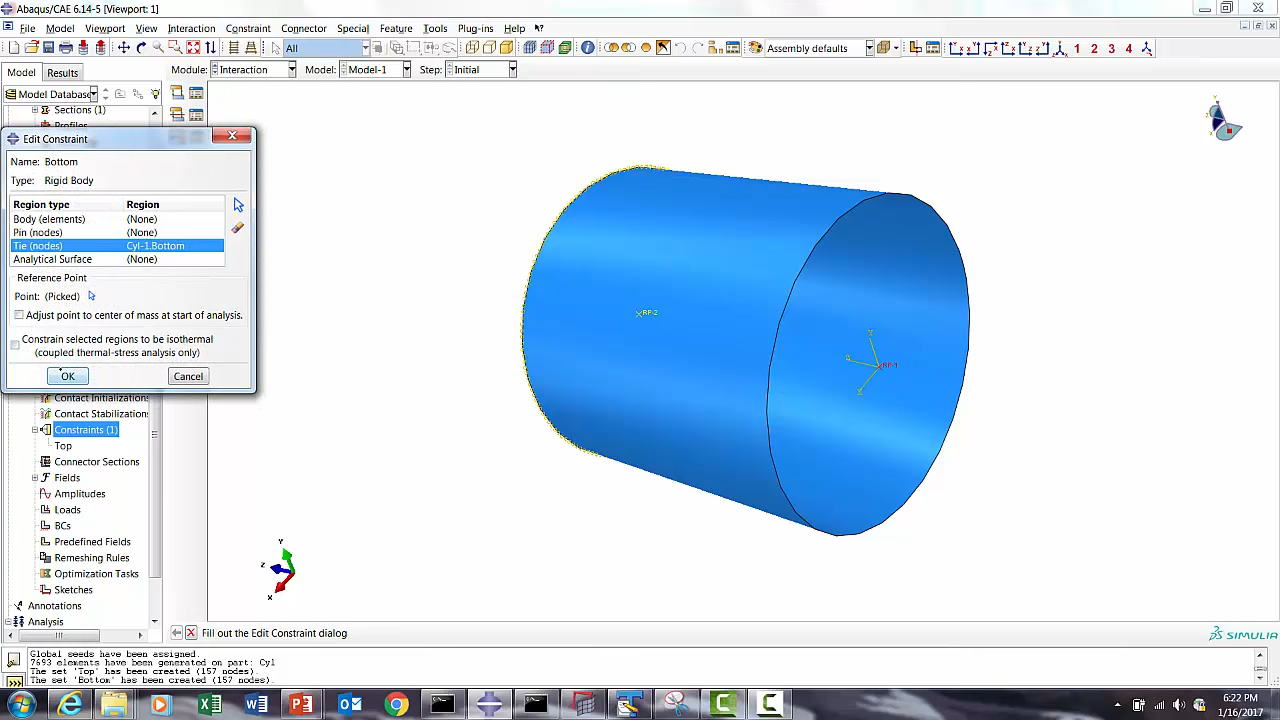 Abaqus/CAE 6.14-5 [Viewport: 1]
File Model Viewport View Interaction Constraint Connector Special Feature Tools Plug-ins Help
All
Assembly defaults
1 2 3 4
Model Results
Module: Interaction Model: Model-1 Step: Initial
Model Database
Sections (1)
Profiles
Edit Constraint
Name: Bottom
Type: Rigid Body
Region type Region
Body (elements) (None)
Pin (nodes) (None)
Tie (nodes) Cyl-1.Bottom
Analytical Surface (None)
Reference Point
Point: (Picked)
Adjust point to center of mass at start of analysis.
Constrain selected regions to be isothermal
(coupled thermal-stress analysis only)
OK Cancel
Contact Initializations
Contact Stabilizations
Constraints (1)
Top
Connector Sections
Fields
Amplitudes
Loads
BCs
Predefined Fields
Remeshing Rules
Optimization Tasks
Sketches
Annotations
Analysis
RP-2
RP-1
Y
Z
X
Fill out the Edit Constraint dialog
SIMULIA
Global seeds have been assigned.
7693 elements have been generated on part: Cyl
The set 'Top' has been created (157 nodes).
The set 'Bottom' has been created (157 nodes).
6:22 PM
1/16/2017